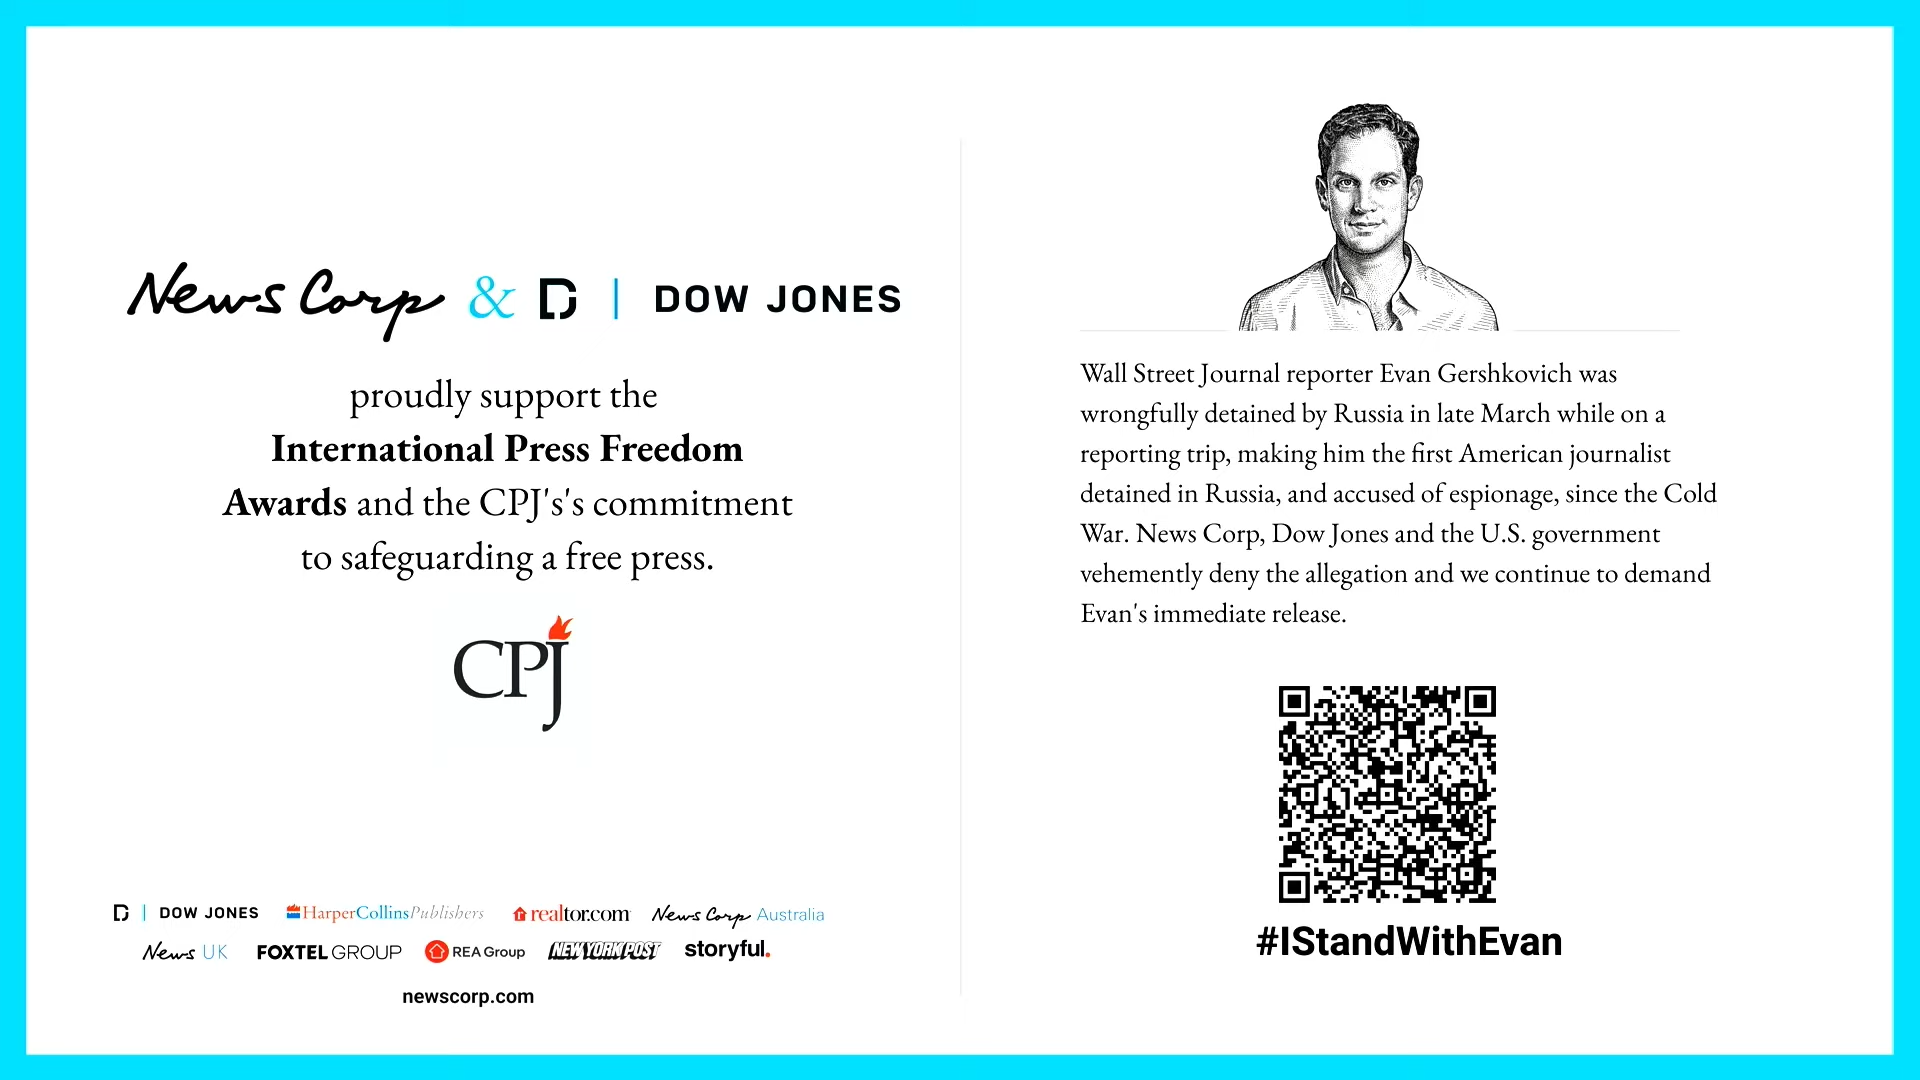 News Corp & D | DOW JONES
proudly support the
International Press Freedom
Awards and the CPJ's's commitment
to safeguarding a free press.
CPJ
DOW JONES HarperCollinsPublishers realtor.com News Corp Australia
News UK FOXTEL GROUP REA Group NEW YORK POST storyful.
newscorp.com
Wall Street Journal reporter Evan Gershkovich was
wrongfully detained by Russia in late March while on a
reporting trip, making him the first American journalist
detained in Russia, and accused of espionage, since the Cold
War. News Corp, Dow Jones and the U.S. government
vehemently deny the allegation and we continue to demand
Evan's immediate release.
#IStandWithEvan